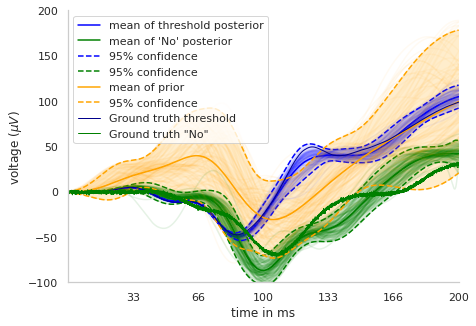 200
150
100
50
0
−50
−100
voltage (μV)
mean of threshold posterior
mean of 'No' posterior
95% confidence
95% confidence
mean of prior
95% confidence
Ground truth threshold
Ground truth "No"
33 66 100 133 166 200
time in ms